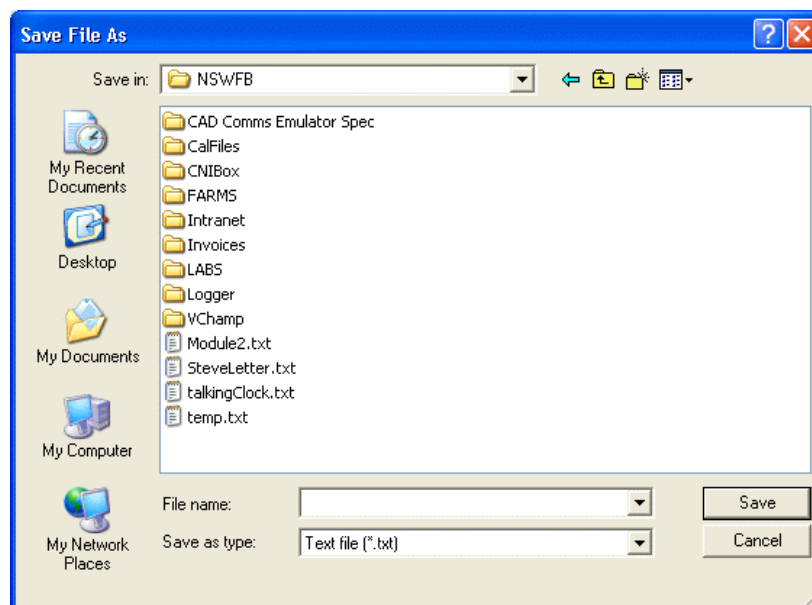 Save File As
Save in:
NSWFB
My Recent
Documents
Desktop
My Documents
My Computer
My Network
Places
CAD Comms Emulator Spec
CalFiles
CNIBox
FARMS
Intranet
Invoices
LABS
Logger
VChamp
Module2.txt
SteveLetter.txt
talkingClock.txt
temp.txt
File name:
Save
Save as type:
Text file (*.txt)
Cancel